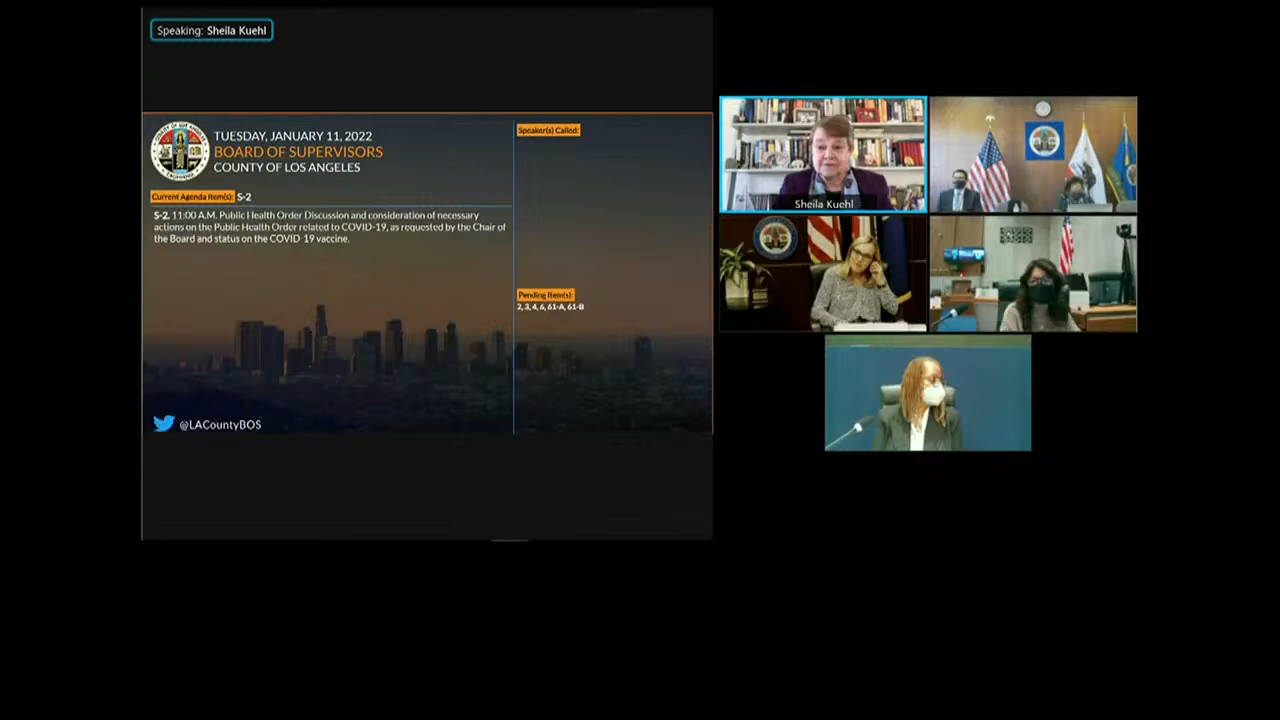 Speaking: Sheila Kuehl
TUESDAY, JANUARY 11, 2022
BOARD OF SUPERVISORS
COUNTY OF LOS ANGELES
Current Agenda Item(s): S-2
S-2. 11:00 A.M. Public Health Order Discussion and consideration of necessary
actions on the Public Health Order related to COVID-19, as requested by the Chair of
the Board and status on the COVID-19 vaccine.
Speaker(s) Called:
Pending Item(s):
2, 3, 4, 6, 61-A, 61-B
@LACountyBOS
Sheila Kuehl